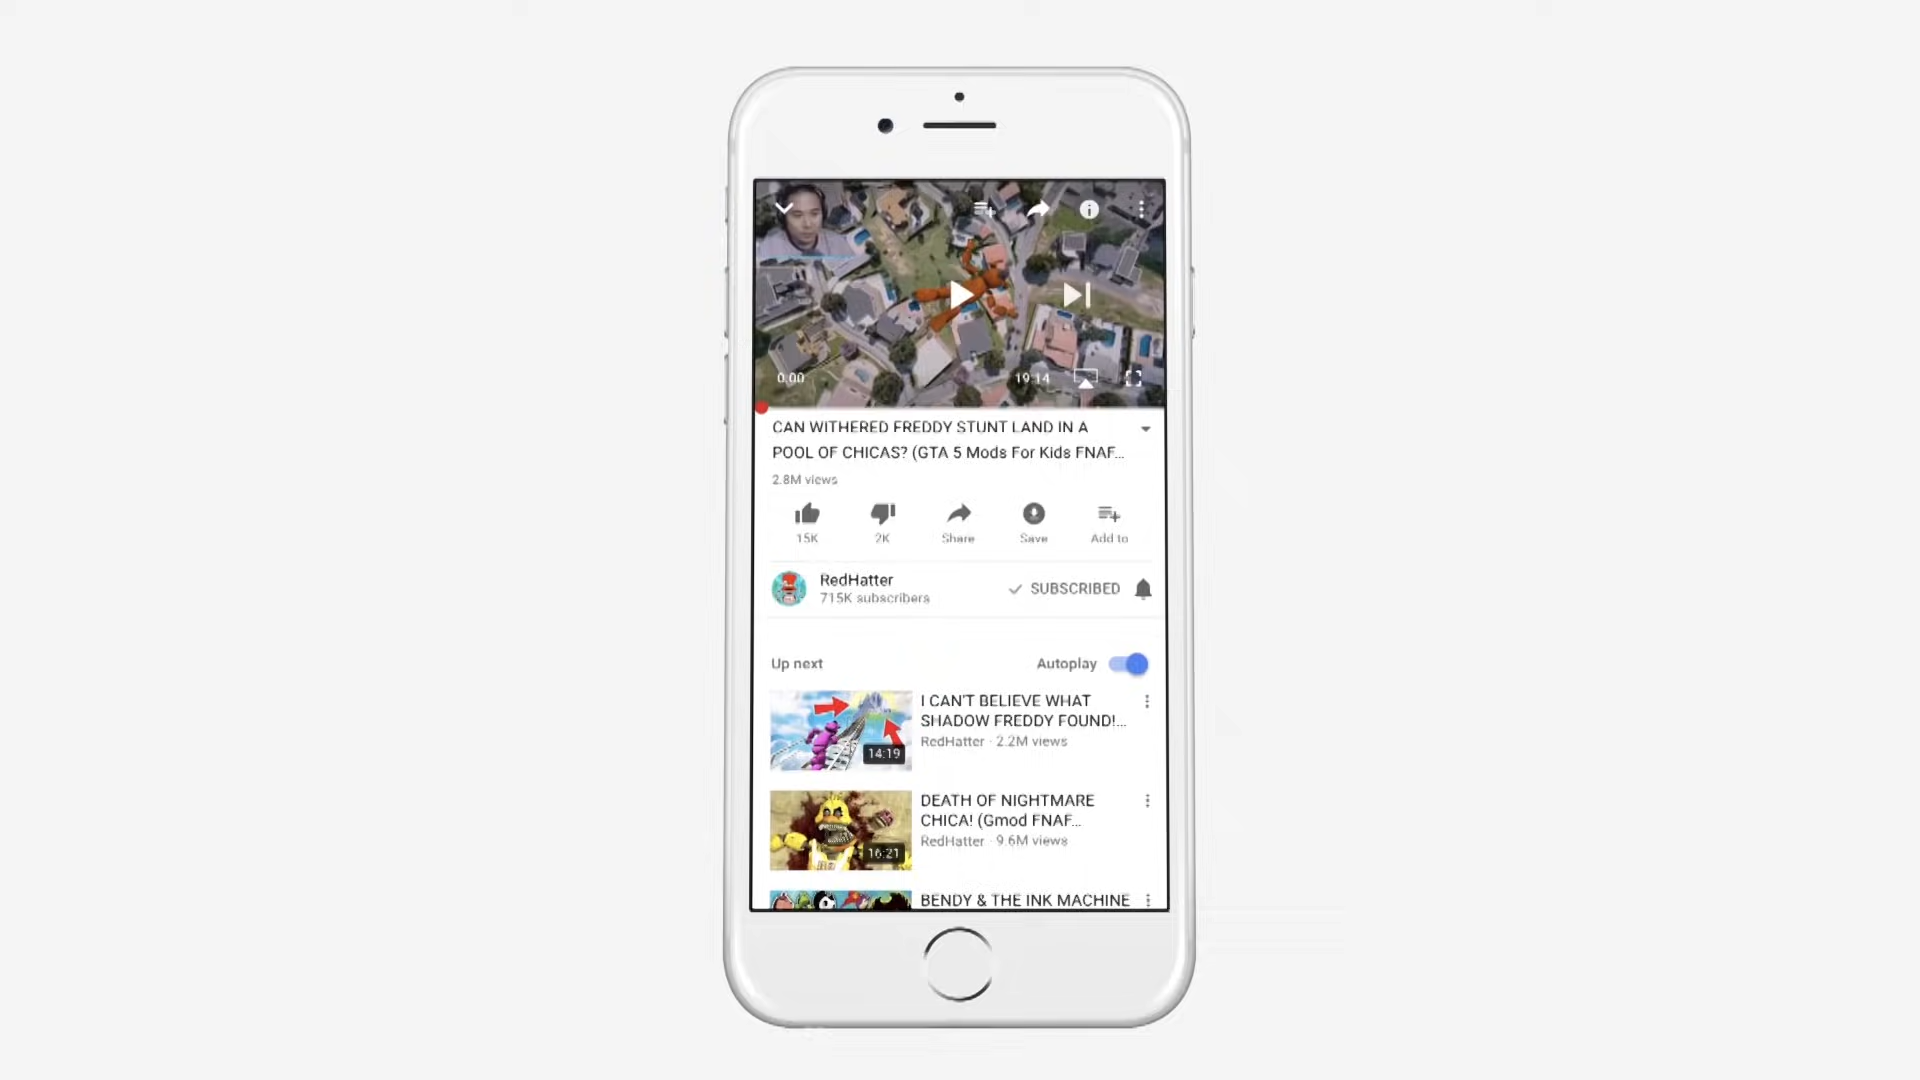 0:00
19:14
CAN WITHERED FREDDY STUNT LAND IN A
POOL OF CHICAS? (GTA 5 Mods For Kids FNAF...
2.8M views
15K
2K
Share
Save
Add to
RedHatter
715K subscribers
SUBSCRIBED
Up next
Autoplay
I CAN'T BELIEVE WHAT
SHADOW FREDDY FOUND!...
RedHatter · 2.2M views
14:19
DEATH OF NIGHTMARE
CHICA! (Gmod FNAF...
RedHatter · 9.6M views
16:21
BENDY & THE INK MACHINE